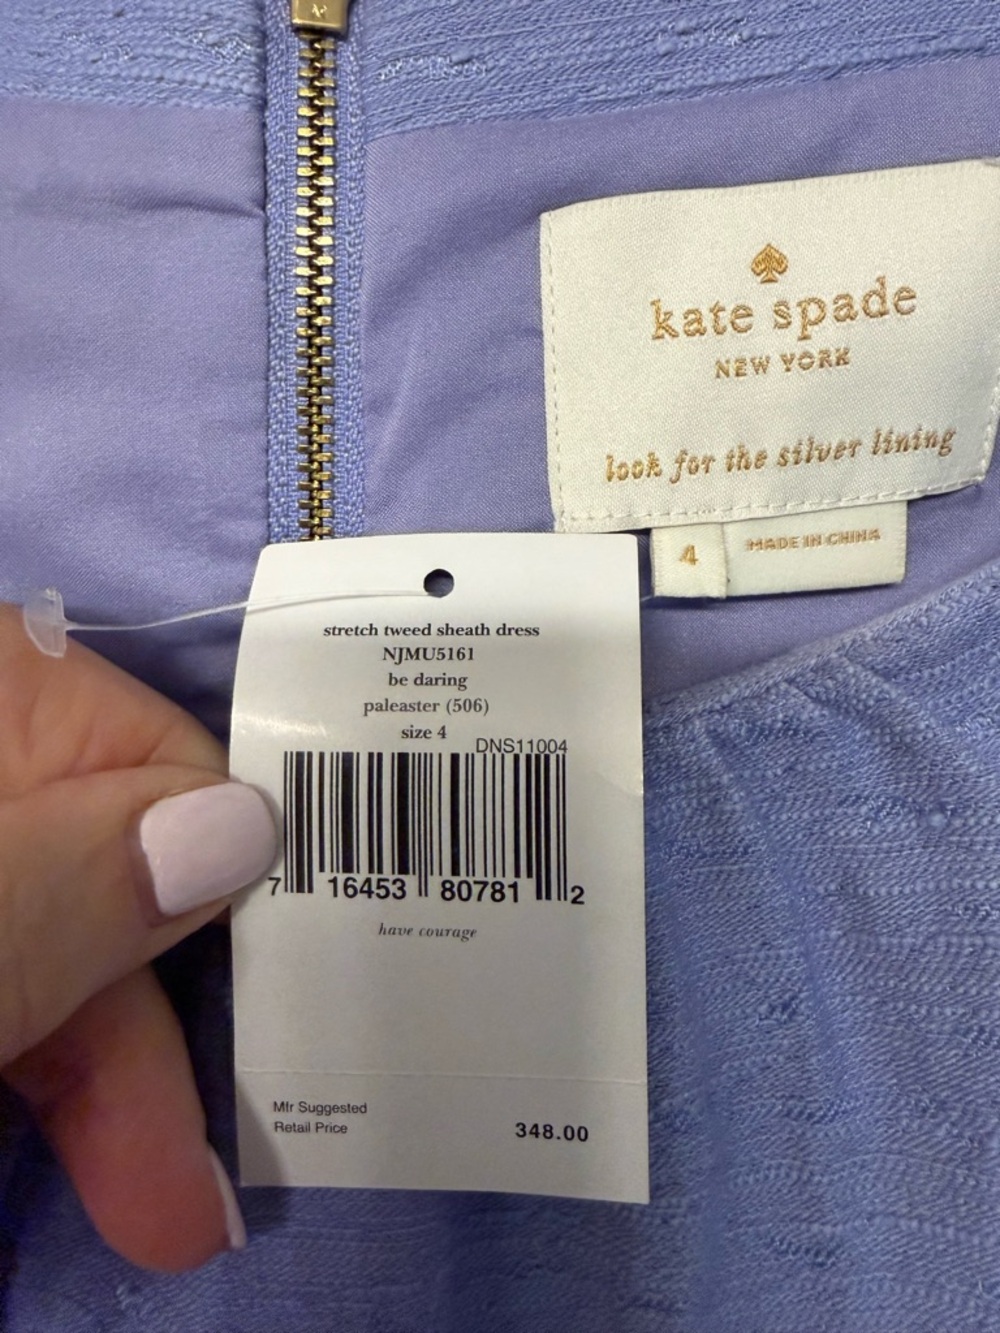 kate spade
NEW YORK
look for the silver lining
4
MADE IN CHINA
stretch tweed sheath dress
NJMU5161
be daring
paleaster (506)
size 4
DNS11004
7 16453 80781 2
have courage
Mfr Suggested
Retail Price
348.00